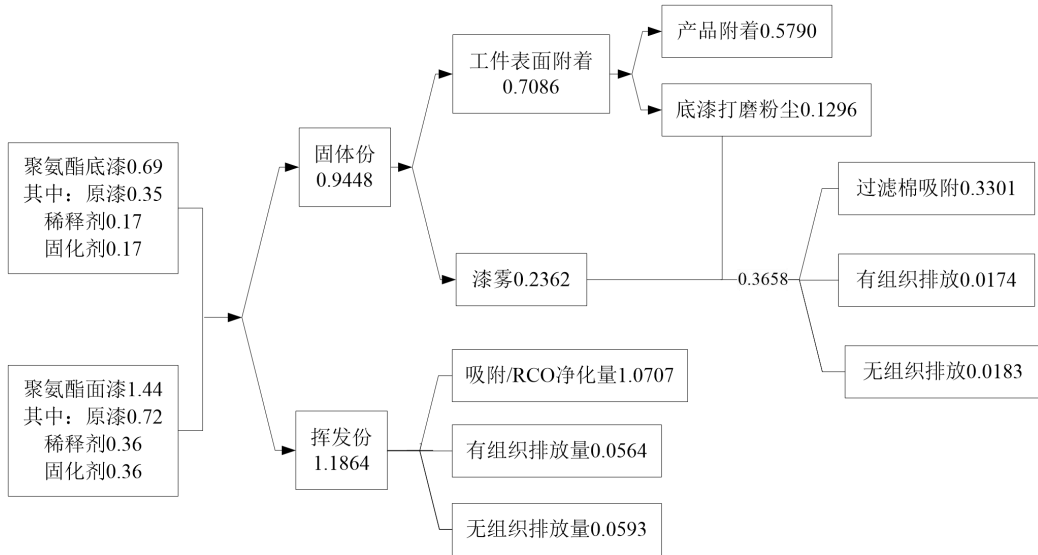 聚氨酯底漆0.69
其中：原漆0.35
稀释剂0.17
固化剂0.17
聚氨酯面漆1.44
其中：原漆0.72
稀释剂0.36
固化剂0.36
固体份
0.9448
挥发份
1.1864
工件表面附着
0.7086
漆雾0.2362
吸附/RCO净化量1.0707
有组织排放量0.0564
无组织排放量0.0593
产品附着0.5790
底漆打磨粉尘0.1296
0.3658
过滤棉吸附0.3301
有组织排放0.0174
无组织排放0.0183